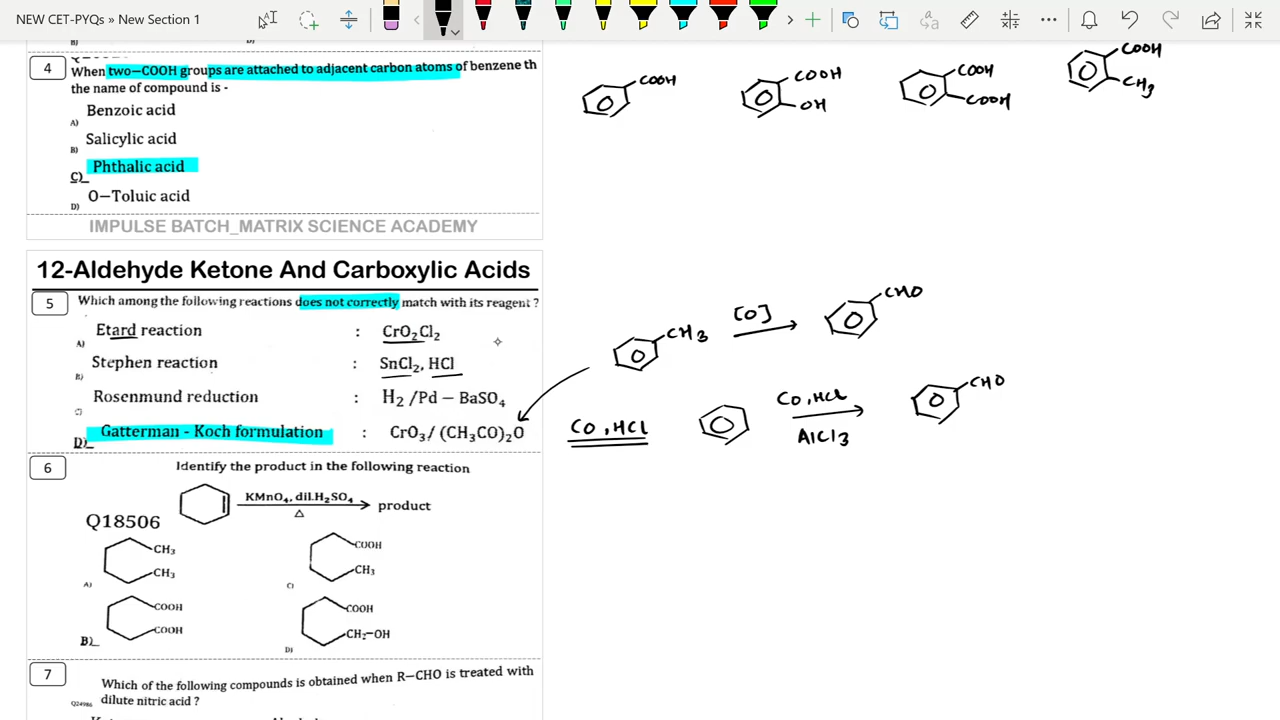 NEW CET-PYQs » New Section 1
4
When two—COOH groups are attached to adjacent carbon atoms of benzene th
the name of compound is -
A) Benzoic acid
B) Salicylic acid
C) Phthalic acid
D) O—Toluic acid
IMPULSE BATCH_MATRIX SCIENCE ACADEMY
COOH
COOH
OH
COOH
COOH
COOH
CH3
12-Aldehyde Ketone And Carboxylic Acids
5
Which among the following reactions does not correctly match with its reagent ?
A) Etard reaction : CrO2Cl2
B) Stephen reaction : SnCl2, HCl
C) Rosenmund reduction : H2 /Pd – BaSO4
D) Gatterman - Koch formulation : CrO3/ (CH3CO)2O
CH3 [O] CHO
CO, HCl
CO, HCl
AlCl3
CHO
6
Identify the product in the following reaction
KMnO4, dil.H2SO4
△
product
Q18506
A) CH3
CH3
C) COOH
CH3
B) COOH
COOH
D) COOH
CH2–OH
7
Which of the following compounds is obtained when R—CHO is treated with
Q24986 dilute nitric acid ?